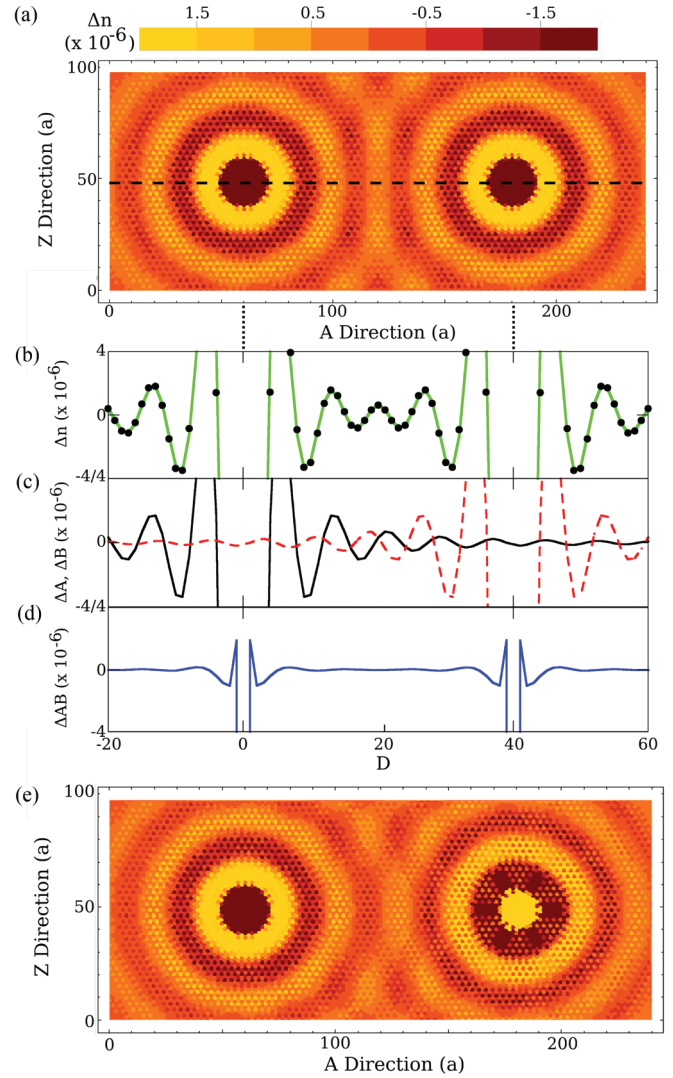 (a)
Δn
(x 10-6)
1.5 0.5 -0.5 -1.5
Z Direction (a)
100
50
0
0 100 200
A Direction (a)
(b)
Δn (x 10-6)
4
0
-4/4
(c)
ΔA, ΔB (x 10-6)
0
-4/4
(d)
ΔAB (x 10-6)
0
-4
-20 0 20 40 60
D
(e)
Z Direction (a)
100
50
0
0 100 200
A Direction (a)